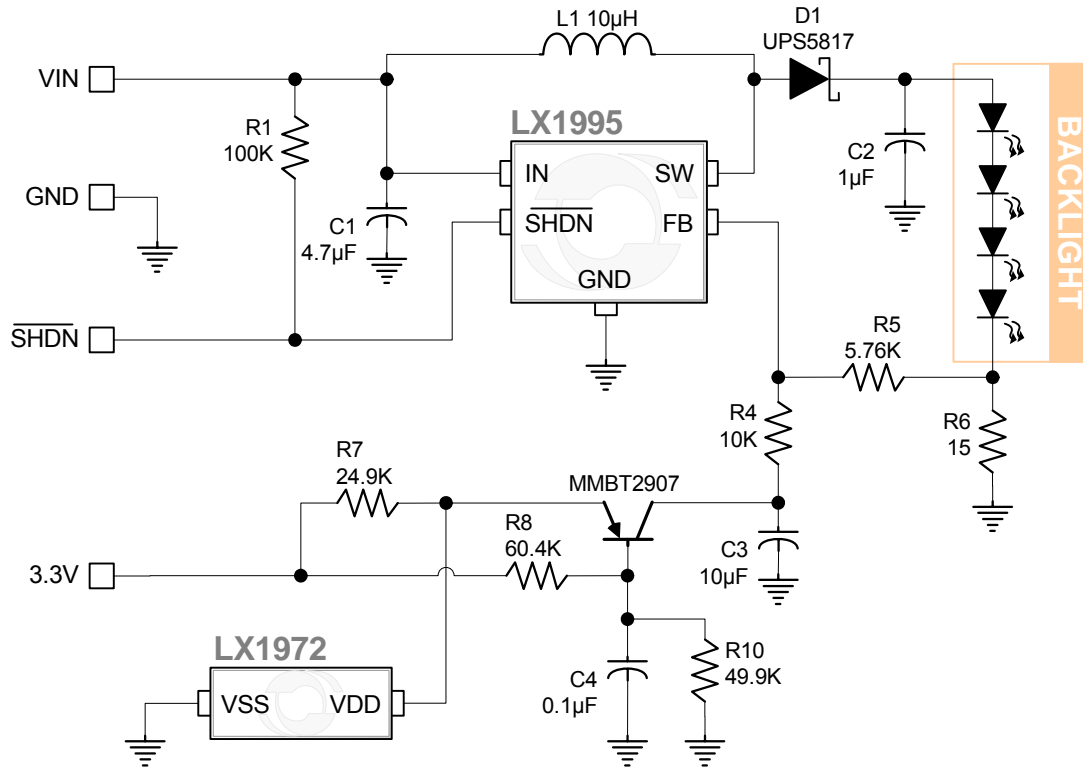 L1 10µH
D1
UPS5817
VIN
R1
100K
LX1995
IN
SW
SHDN
FB
GND
C1
4.7µF
C2
1µF
BACKLIGHT
GND
SHDN
R5
5.76K
R4
10K
R6
15
R7
24.9K
MMBT2907
R8
60.4K
C3
10µF
3.3V
LX1972
VSS
VDD
C4
0.1µF
R10
49.9K